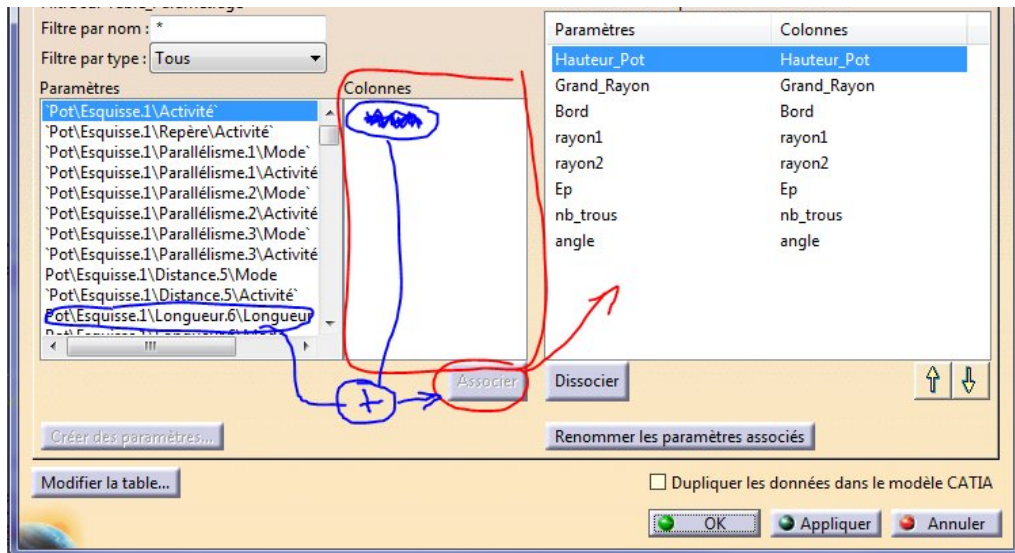 Filtre par nom : *
Filtre par type : Tous
Paramètres
Colonnes
`Pot\Esquisse.1\Activité`
`Pot\Esquisse.1\Repère\Activité`
`Pot\Esquisse.1\Parallélisme.1\Mode`
`Pot\Esquisse.1\Parallélisme.1\Activité
`Pot\Esquisse.1\Parallélisme.2\Mode`
`Pot\Esquisse.1\Parallélisme.2\Activité
`Pot\Esquisse.1\Parallélisme.3\Mode`
`Pot\Esquisse.1\Parallélisme.3\Activité
Pot\Esquisse.1\Distance.5\Mode
`Pot\Esquisse.1\Distance.5\Activité`
Pot\Esquisse.1\Longueur.6\Longueur
Associer
+
Créer des paramètres...
Paramètres Colonnes
Hauteur_Pot Hauteur_Pot
Grand_Rayon Grand_Rayon
Bord Bord
rayon1 rayon1
rayon2 rayon2
Ep Ep
nb_trous nb_trous
angle angle
Dissocier
Renommer les paramètres associés
Modifier la table...
Dupliquer les données dans le modèle CATIA
OK Appliquer Annuler